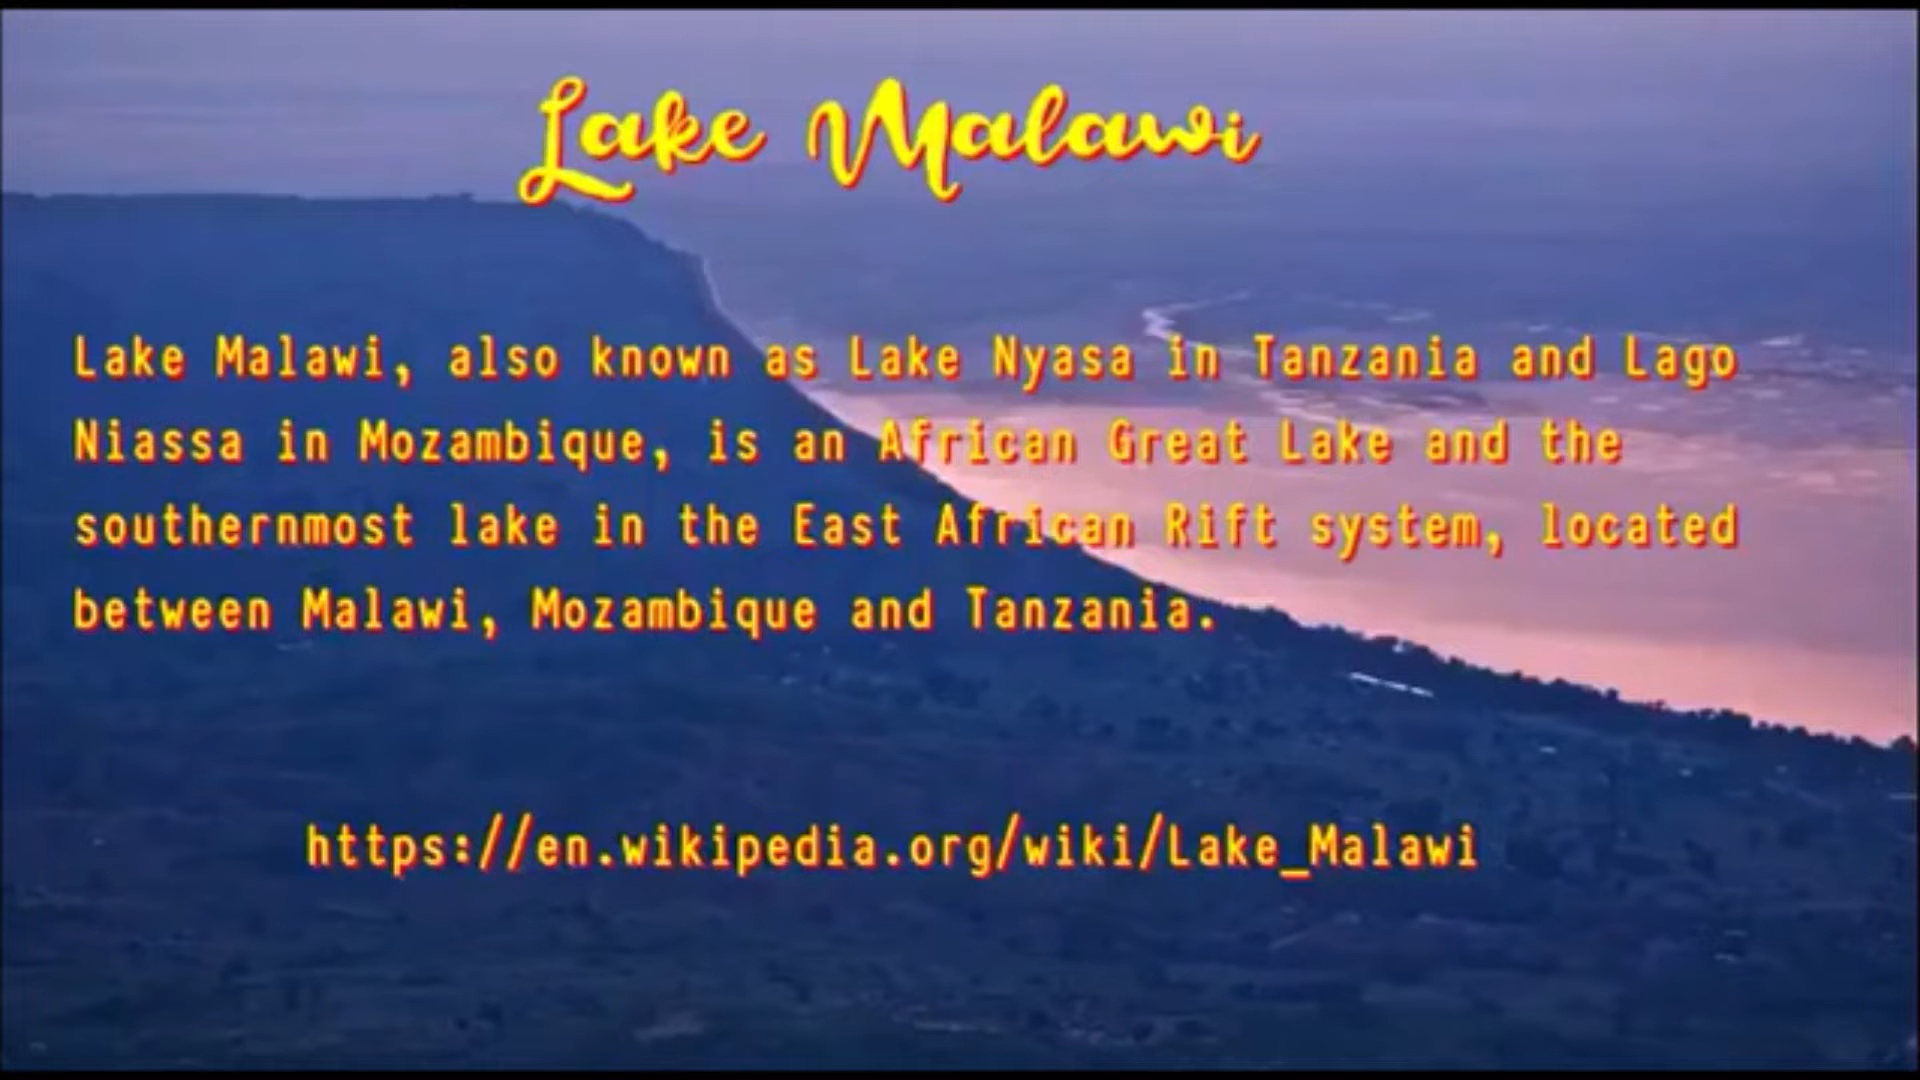 Lake Malawi
Lake Malawi, also known as Lake Nyasa in Tanzania and Lago
Niassa in Mozambique, is an African Great Lake and the
southernmost lake in the East African Rift system, located
between Malawi, Mozambique and Tanzania.
https://en.wikipedia.org/wiki/Lake_Malawi